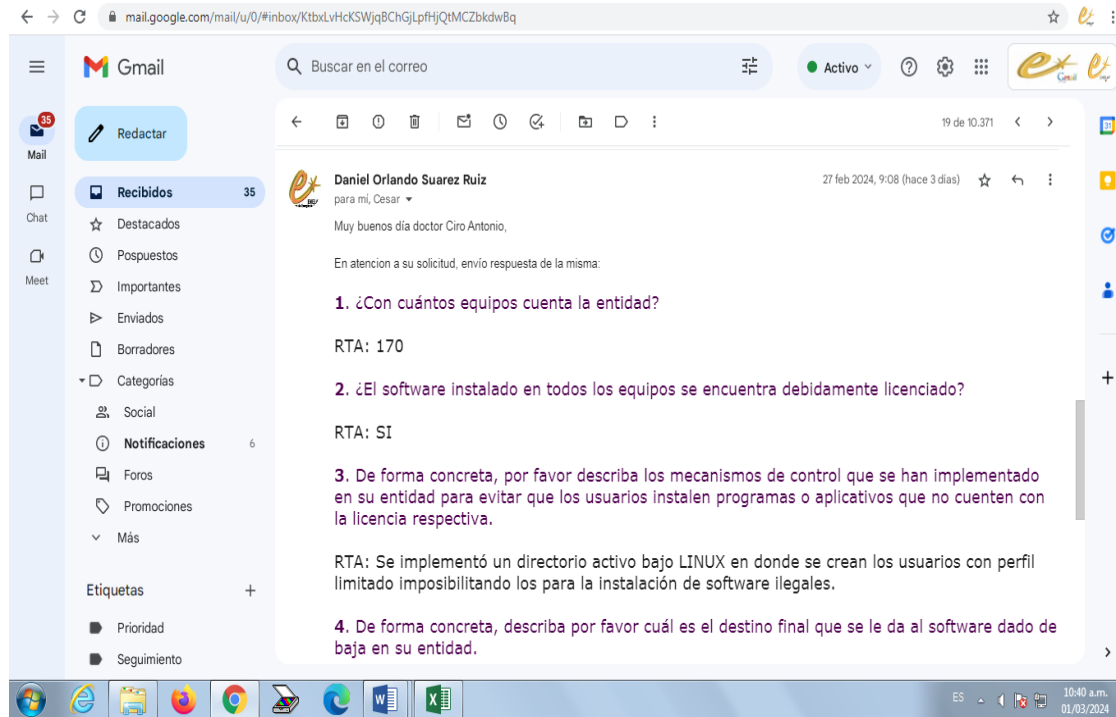 mail.google.com/mail/u/0/#inbox/KtbxLvHcKSWjqBChGjLpfHjQtMCZbkdwBq
Gmail
Buscar en el correo
Activo
Gmail
35
Mail
Chat
Meet
Redactar
Recibidos 35
Destacados
Pospuestos
Importantes
Enviados
Borradores
Categorías
Social
Notificaciones 6
Foros
Promociones
Más
Etiquetas
Prioridad
Seguimiento
19 de 10.371
31
Daniel Orlando Suarez Ruiz
27 feb 2024, 9:08 (hace 3 días)
para mí, Cesar
Muy buenos día doctor Ciro Antonio,
En atencion a su solicitud, envío respuesta de la misma:
1. ¿Con cuántos equipos cuenta la entidad?
RTA: 170
2. ¿El software instalado en todos los equipos se encuentra debidamente licenciado?
RTA: SI
3. De forma concreta, por favor describa los mecanismos de control que se han implementado
en su entidad para evitar que los usuarios instalen programas o aplicativos que no cuenten con
la licencia respectiva.
RTA: Se implementó un directorio activo bajo LINUX en donde se crean los usuarios con perfil
limitado imposibilitando los para la instalación de software ilegales.
4. De forma concreta, describa por favor cuál es el destino final que se le da al software dado de
baja en su entidad.
ES
10:40 a.m.
01/03/2024